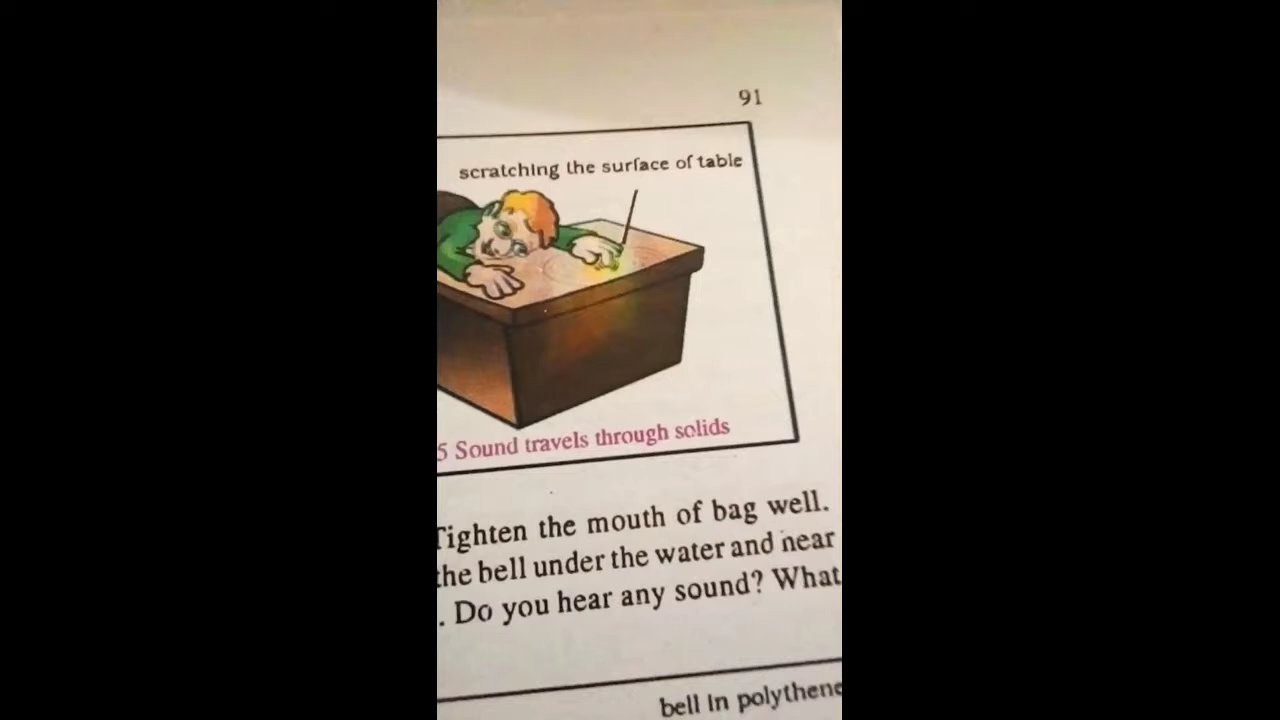 91
scratching the surface of table
5 Sound travels through solids
Tighten the mouth of bag well.
the bell under the water and near
. Do you hear any sound? What
bell in polythene